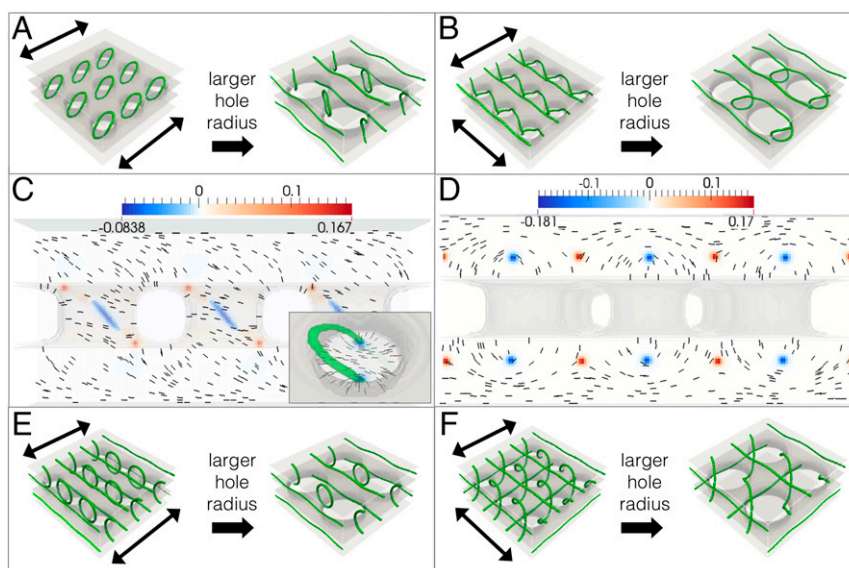 A
larger
hole
radius
B
larger
hole
radius
C
0 0.1
-0.0838 0.167
D
-0.1 0 0.1
-0.181 0.17
E
larger
hole
radius
F
larger
hole
radius